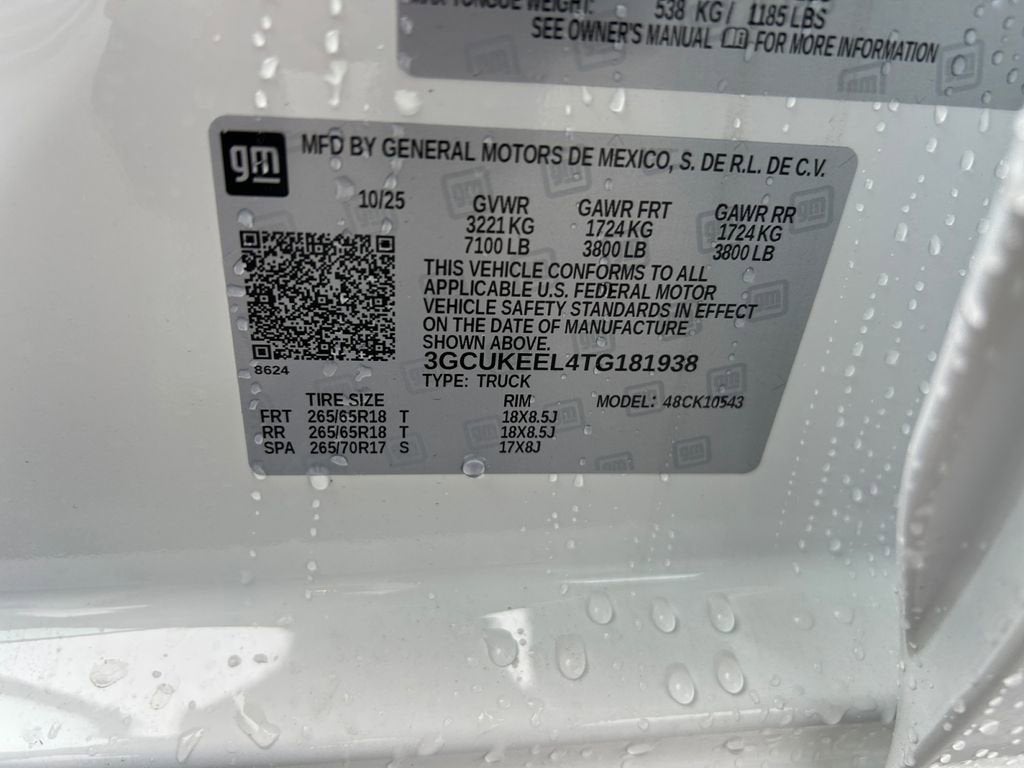 MAX TONGUE WEIGHT: 538 KG / 1185 LBS
SEE OWNER'S MANUAL FOR MORE INFORMATION
gm
MFD BY GENERAL MOTORS DE MEXICO, S. DE R.L. DE C.V.
10/25
GVWR GAWR FRT GAWR RR
3221 KG 1724 KG 1724 KG
7100 LB 3800 LB 3800 LB
THIS VEHICLE CONFORMS TO ALL
APPLICABLE U.S. FEDERAL MOTOR
VEHICLE SAFETY STANDARDS IN EFFECT
ON THE DATE OF MANUFACTURE
SHOWN ABOVE.
3GCUKEEL4TG181938
8624
TYPE: TRUCK
TIRE SIZE RIM MODEL: 48CK10543
FRT 265/65R18 T 18X8.5J
RR 265/65R18 T 18X8.5J
SPA 265/70R17 S 17X8J